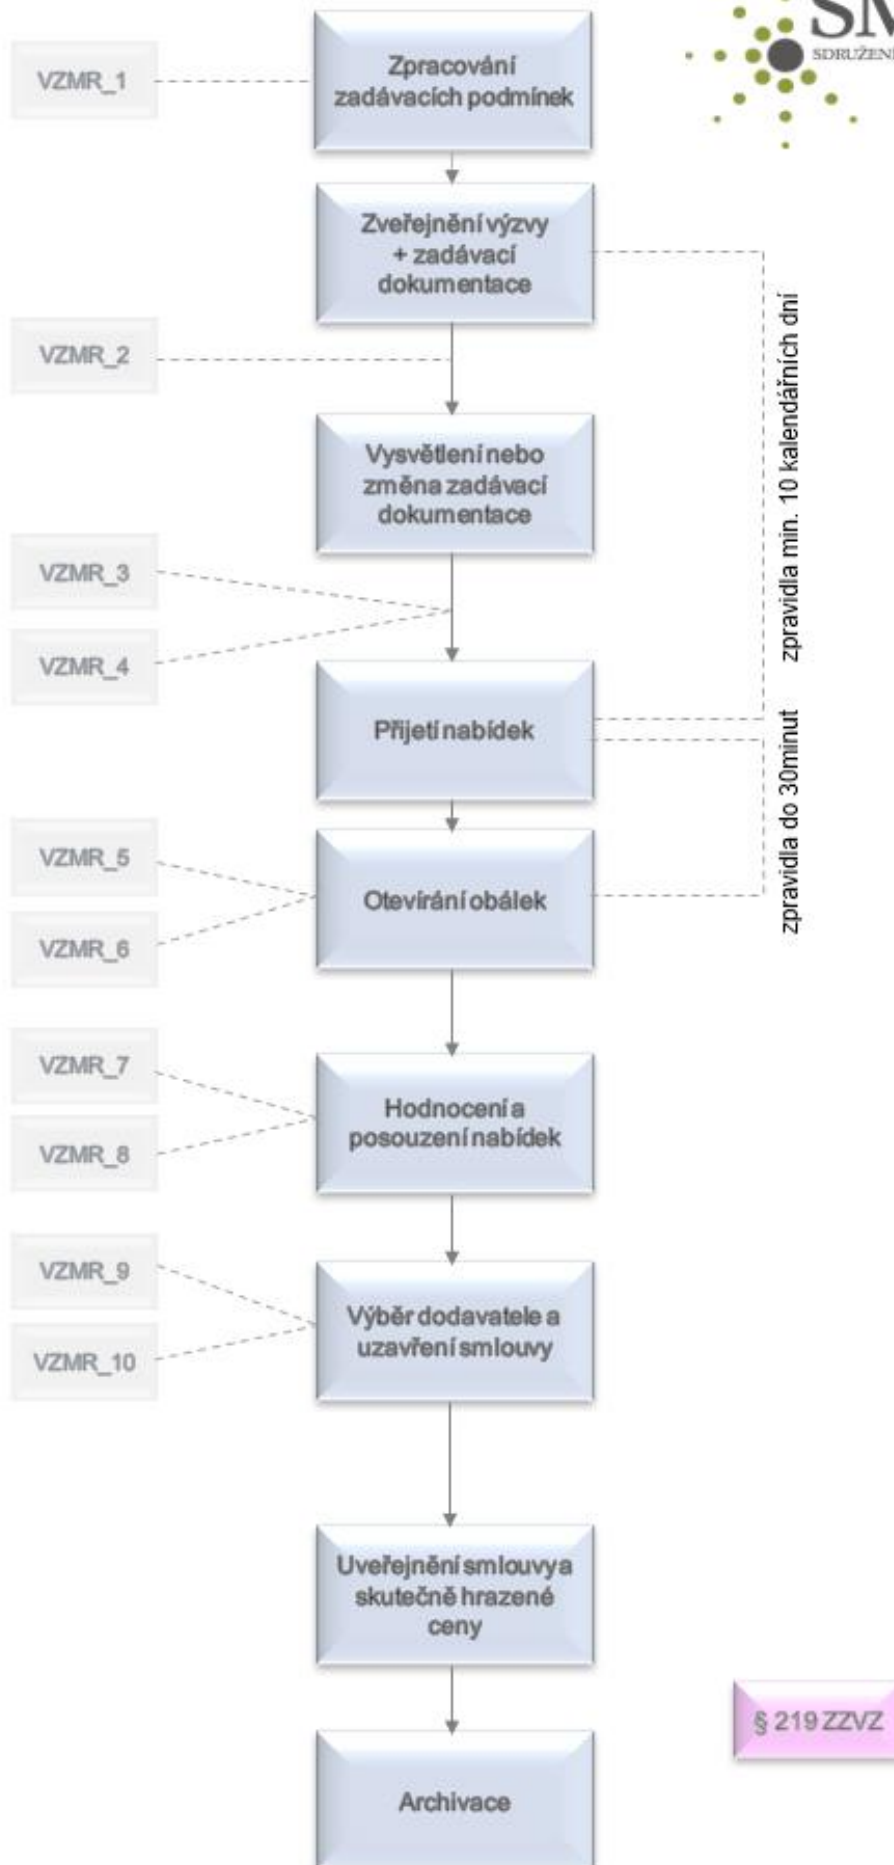 SM
SDRUŽENÍ
VZMR_1
Zpracování
zadávacích podmínek
Zveřejnění výzvy
+ zadávací
dokumentace
VZMR_2
Vysvětlení nebo
změna zadávací
dokumentace
zpravidla min. 10 kalendářních dní
VZMR_3
VZMR_4
Přijetí nabídek
zpravidla do 30minut
VZMR_5
VZMR_6
Otevírání obálek
VZMR_7
VZMR_8
Hodnocení a
posouzení nabídek
VZMR_9
VZMR_10
Výběr dodavatele a
uzavření smlouvy
Uveřejnění smlouvy a
skutečně hrazené
ceny
§ 219 ZZVZ
Archivace